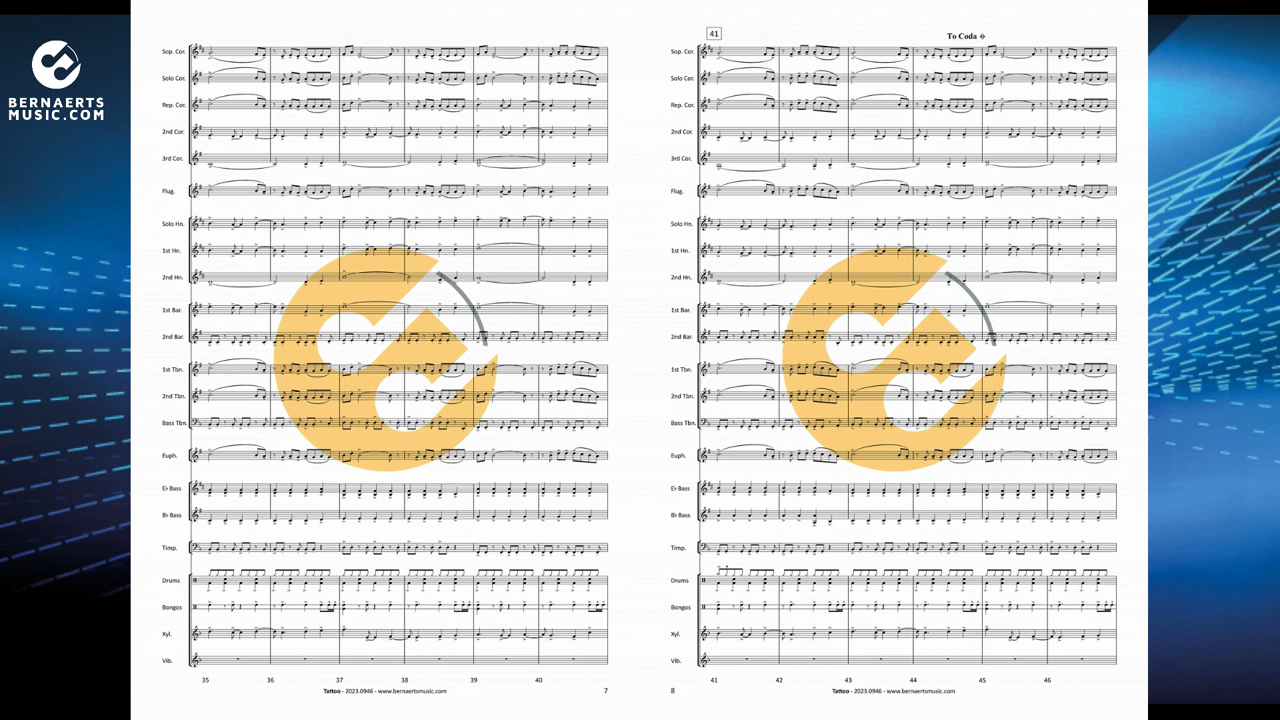 BERNAERTS
MUSIC.COM
Sop. Cor.
Solo Cor.
Rep. Cor.
2nd Cor.
3rd Cor.
Flug.
Solo Hn.
1st Hn.
2nd Hn.
1st Bar.
2nd Bar.
1st Tbn.
2nd Tbn.
Bass Tbn.
Euph.
E♭ Bass
B♭ Bass
Timp.
Drums
Bongos
Xyl.
Vib.
35 36 37 38 39 40
Tattoo - 2023.0946 - www.bernaertsmusic.com
7
41
To Coda
Sop. Cor.
Solo Cor.
Rep. Cor.
2nd Cor.
3rd Cor.
Flug.
Solo Hn.
1st Hn.
2nd Hn.
1st Bar.
2nd Bar.
1st Tbn.
2nd Tbn.
Bass Tbn.
Euph.
E♭ Bass
B♭ Bass
Timp.
Drums
Bongos
Xyl.
Vib.
41 42 43 44 45 46
8
Tattoo - 2023.0946 - www.bernaertsmusic.com